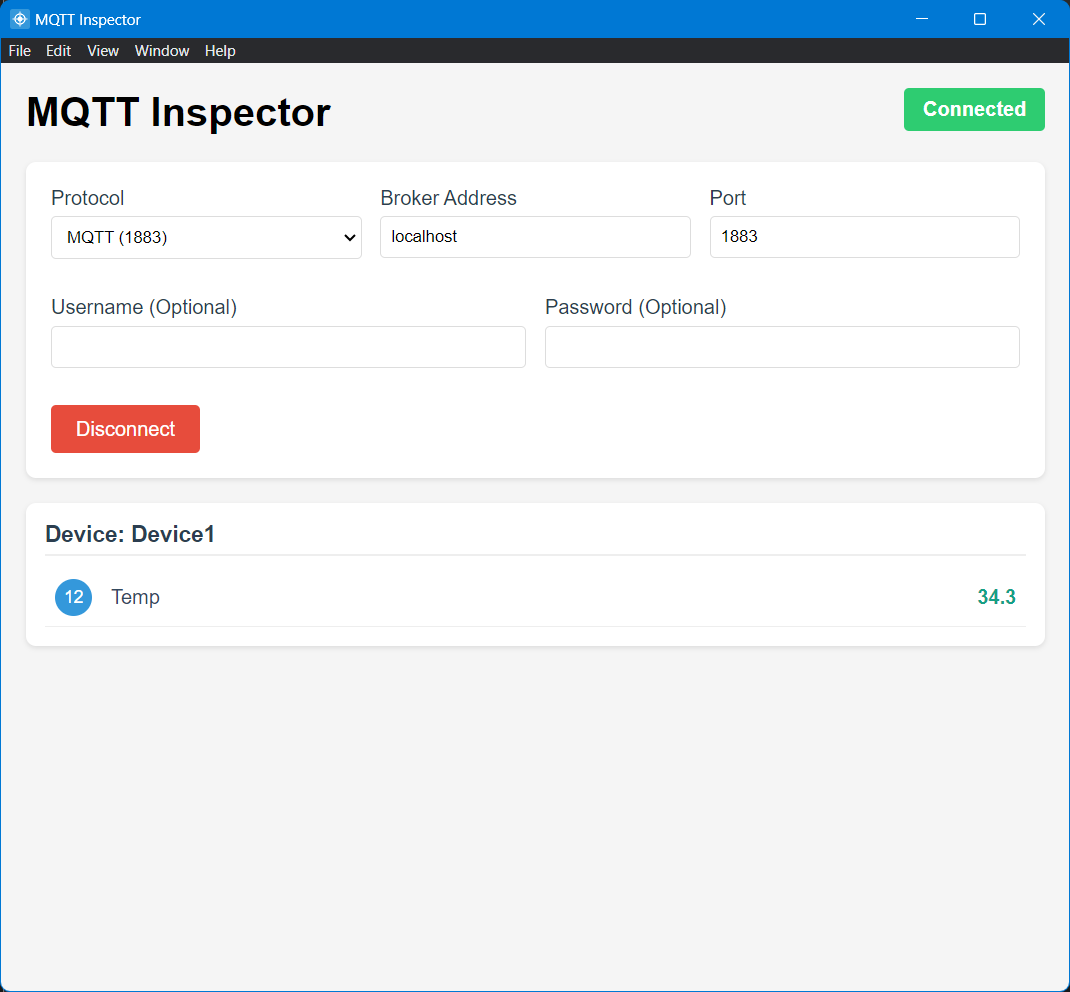 MQTT Inspector
File Edit View Window Help
MQTT Inspector
Connected
Protocol Broker Address Port
MQTT (1883) localhost 1883
Username (Optional) Password (Optional)
Disconnect
Device: Device1
12 Temp 34.3